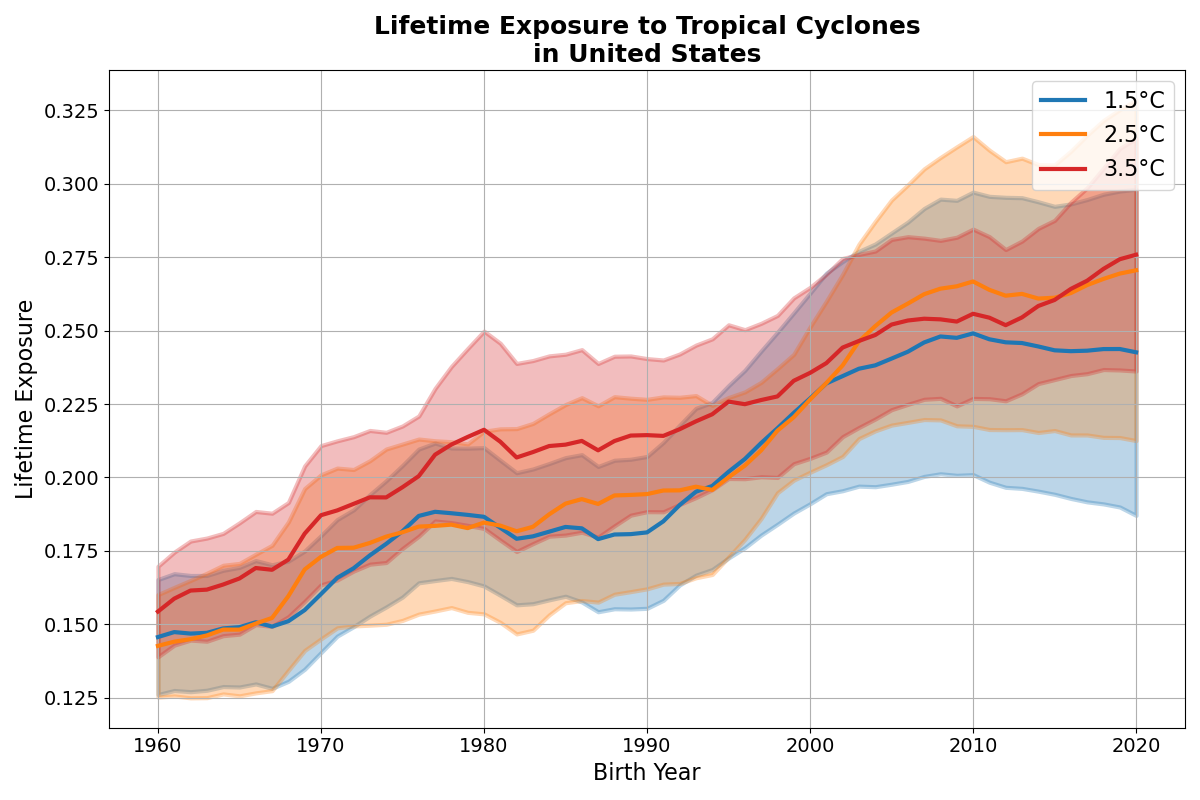 Lifetime Exposure to Tropical Cyclones
in United States
1.5°C
2.5°C
3.5°C
Lifetime Exposure
0.325
0.300
0.275
0.250
0.225
0.200
0.175
0.150
0.125
1960 1970 1980 1990 2000 2010 2020
Birth Year